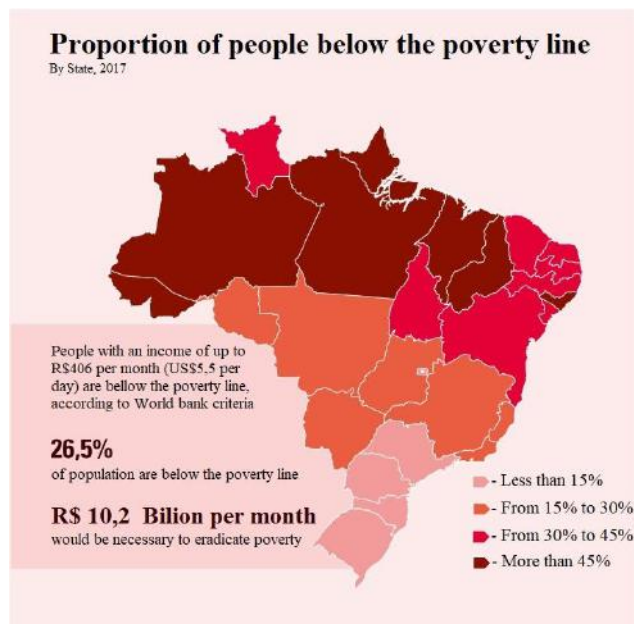 Proportion of people below the poverty line
By State, 2017
People with an income of up to
R$406 per month (US$5,5 per
day) are bellow the poverty line,
according to World bank criteria
26,5%
of population are below the poverty line
R$ 10,2 Bilion per month
would be necessary to eradicate poverty
- Less than 15%
- From 15% to 30%
- From 30% to 45%
- More than 45%